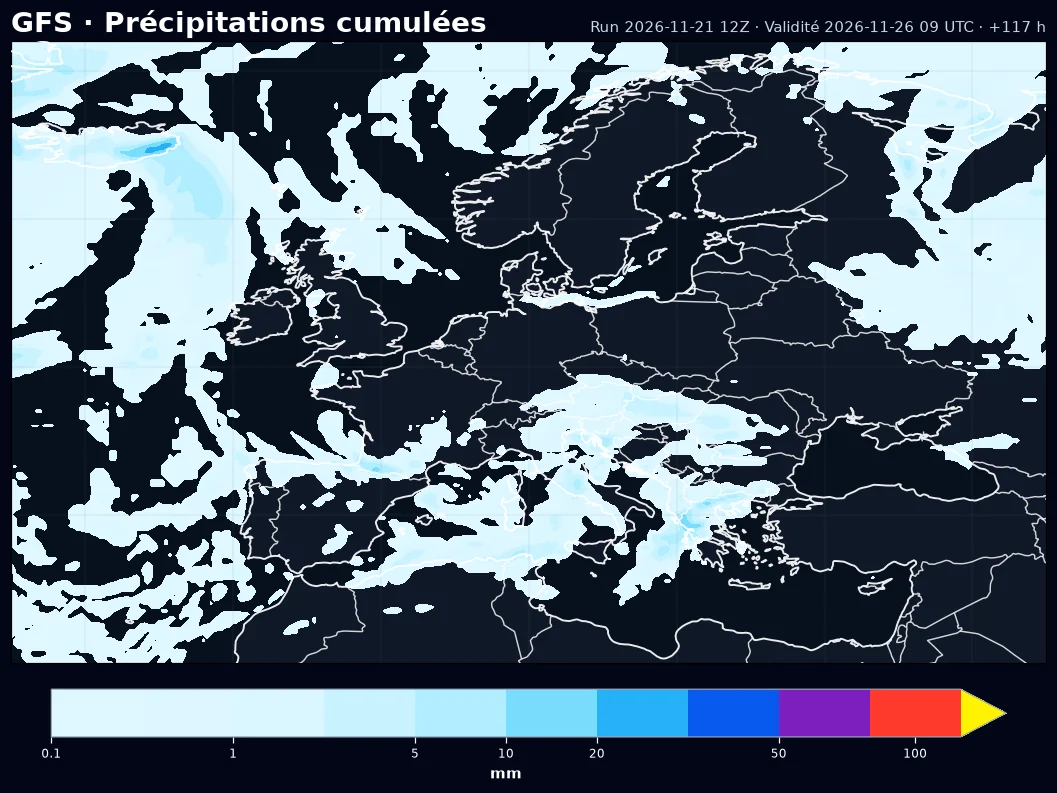 GFS · Précipitations cumulées
Run 2026-11-21 12Z · Validité 2026-11-26 09 UTC · +117 h
0.1 1 5 10 20 50 100
mm